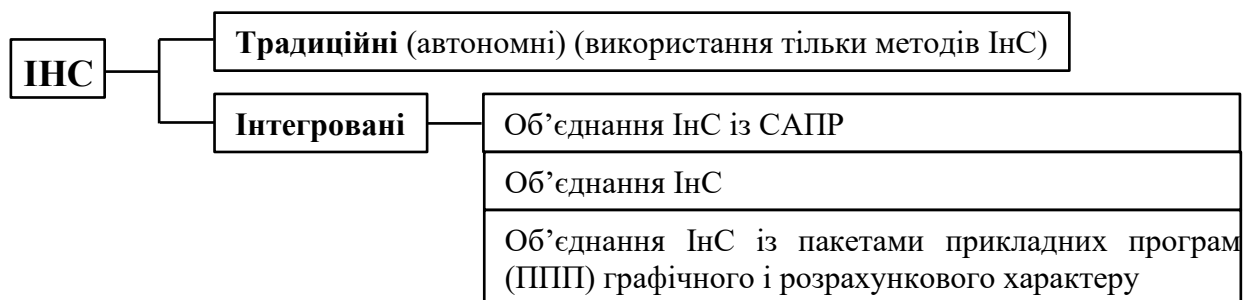 Традиційні (автономні) (використання тільки методів ІнС)
ІНС
Інтегровані
Об’єднання ІнС із САПР
Об’єднання ІнС
Об’єднання ІнС із пакетами прикладних програм
(ППП) графічного і розрахункового характеру